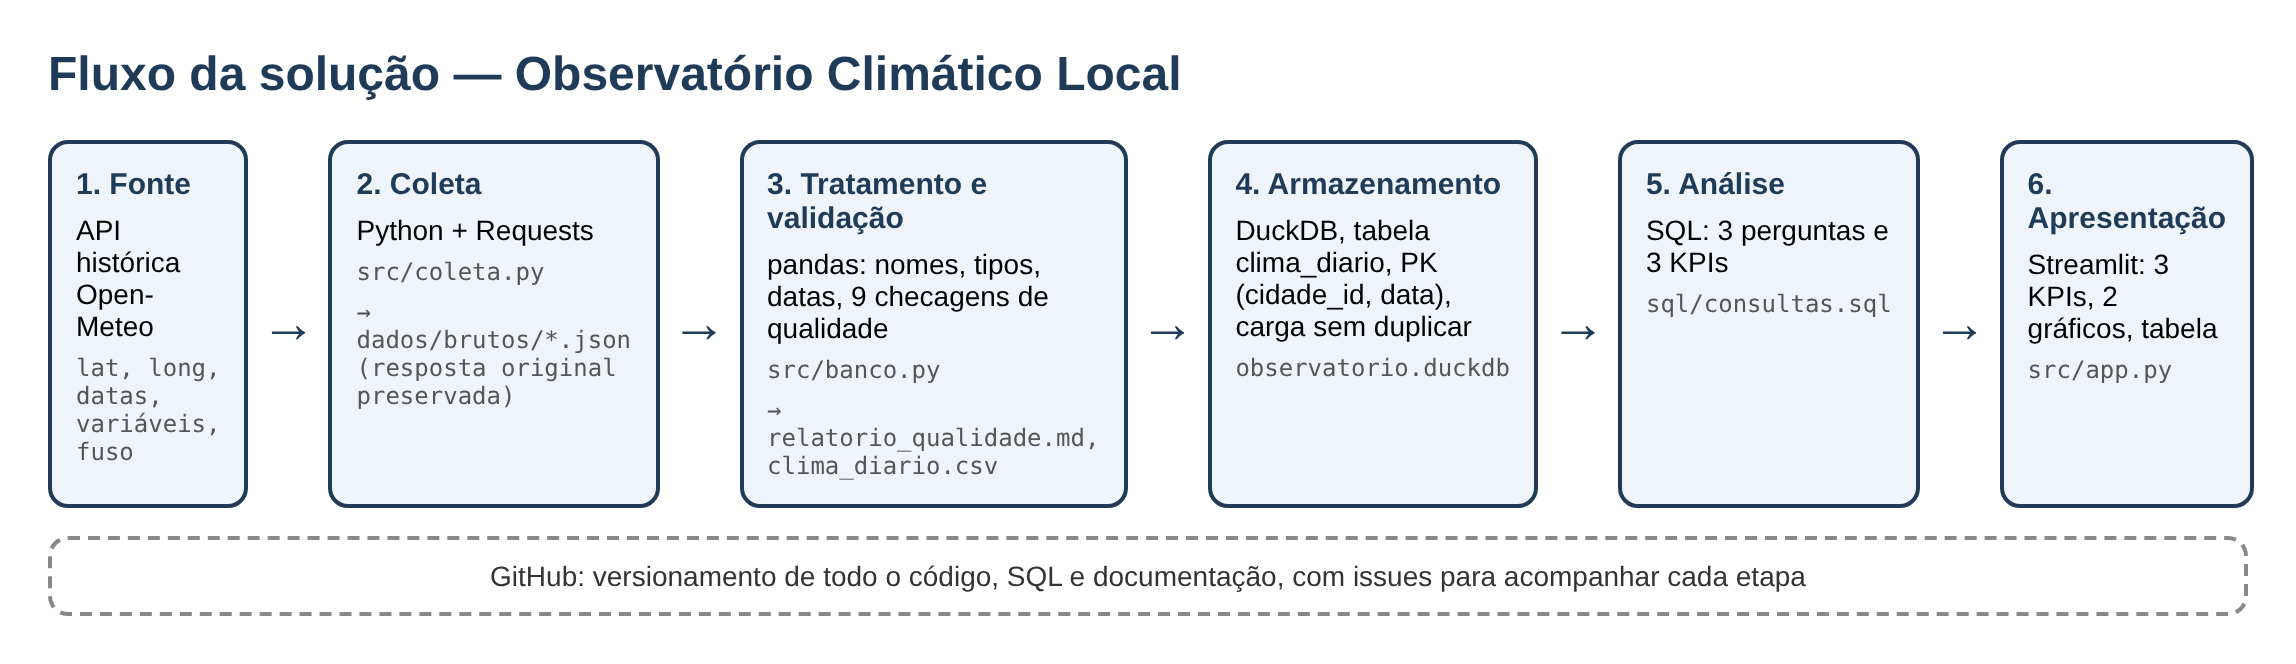 Fluxo da solução — Observatório Climático Local
1. Fonte
API
histórica
Open-
Meteo
lat, long,
datas,
variáveis,
fuso
→
2. Coleta
Python + Requests
src/coleta.py
→
dados/brutos/*.json
(resposta original
preservada)
→
3. Tratamento e
validação
pandas: nomes, tipos,
datas, 9 checagens de
qualidade
src/banco.py
→
relatorio_qualidade.md,
clima_diario.csv
→
4. Armazenamento
DuckDB, tabela
clima_diario, PK
(cidade_id, data),
carga sem duplicar
observatorio.duckdb
→
5. Análise
SQL: 3 perguntas e
3 KPIs
sql/consultas.sql
→
6.
Apresentação
Streamlit: 3
KPIs, 2
gráficos, tabela
src/app.py
GitHub: versionamento de todo o código, SQL e documentação, com issues para acompanhar cada etapa